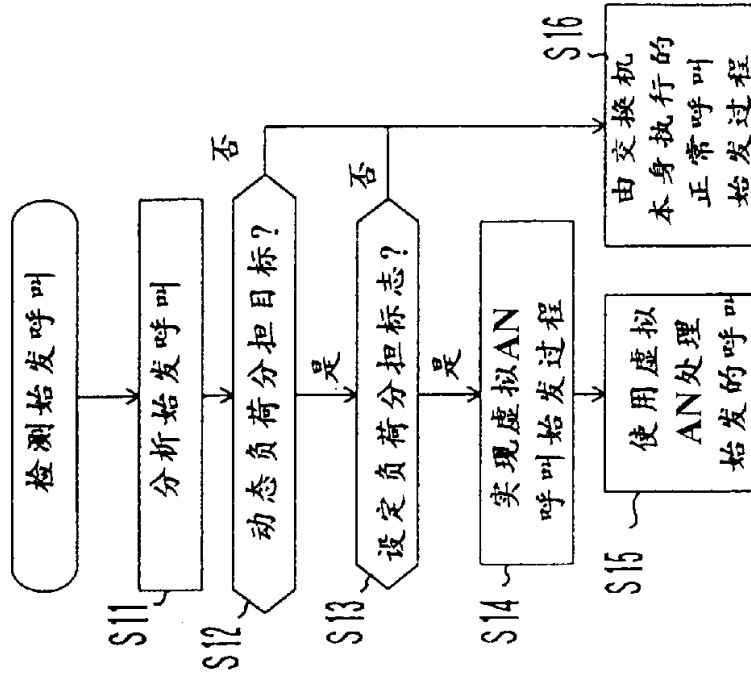 检测始发呼叫
S11
分析始发呼叫
S12
动态负荷分担目标?
否
是
S13
设定负荷分担标志?
否
是
S14
实现虚拟AN
呼叫始发过程
S15
使用虚拟
AN处理
始发的呼叫
S16
由交换机
本身执行的
正常呼叫
始发过程